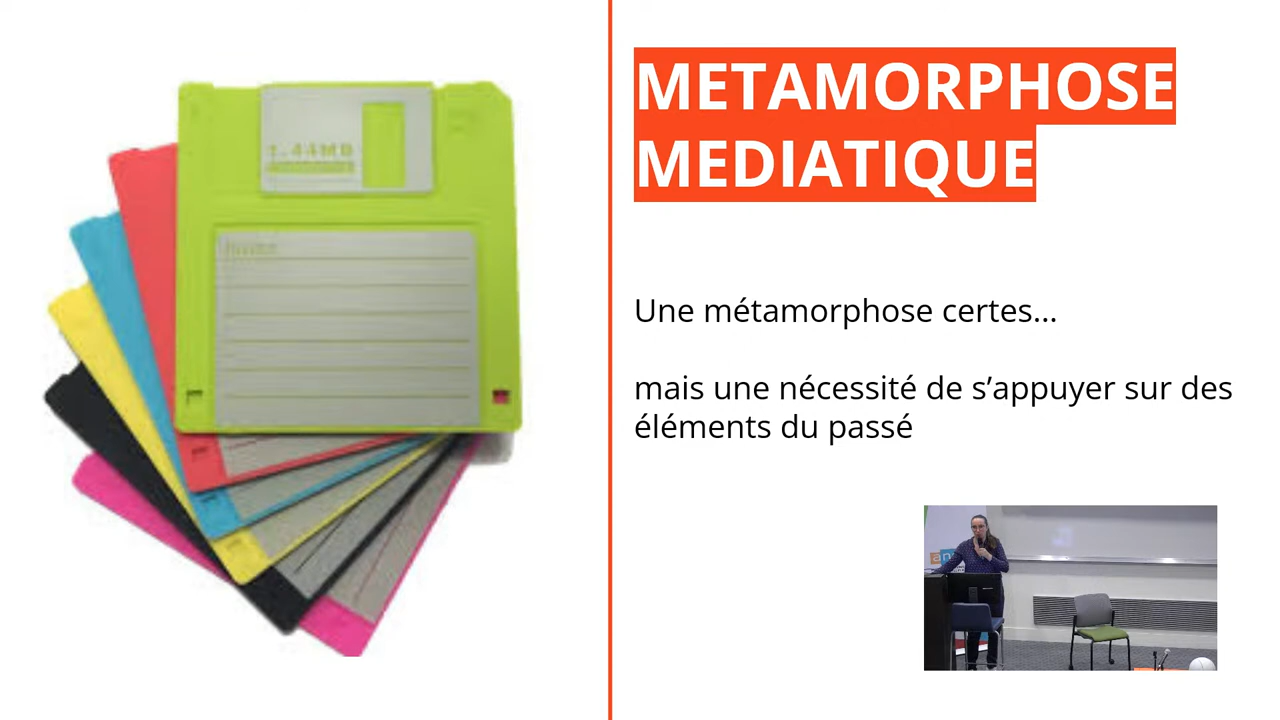 METAMORPHOSE
MEDIATIQUE
Une métamorphose certes...
mais une nécessité de s’appuyer sur des
éléments du passé
1.44MB